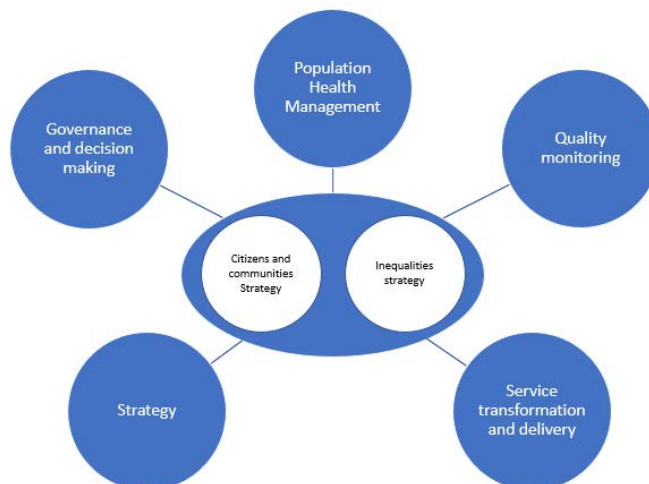 Population
Health
Management
Governance
and decision
making
Quality
monitoring
Citizens and
communities
Strategy
Inequalities
strategy
Strategy
Service
transformation
and delivery